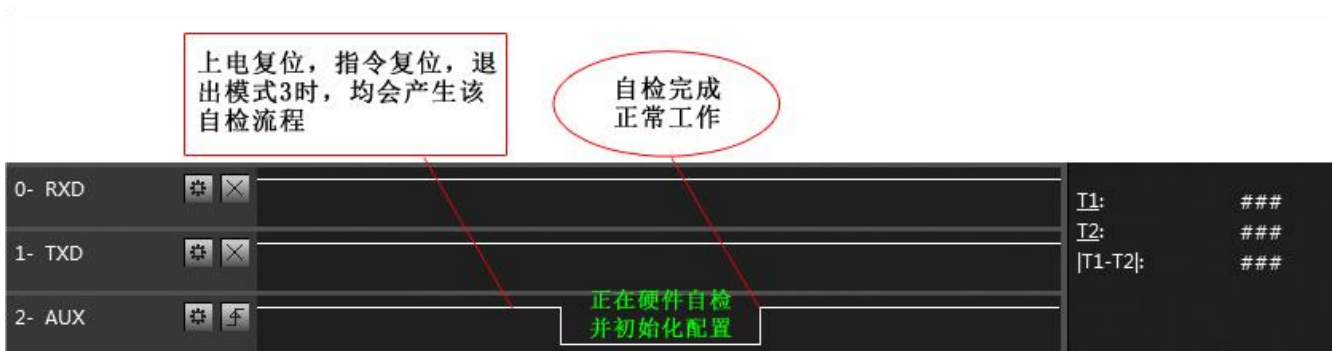 上电复位，指令复位，退
出模式3时，均会产生该
自检流程
自检完成
正常工作
0- RXD
T1: ###
T2: ###
1- TXD
|T1-T2|: ###
2- AUX
正在硬件自检
并初始化配置